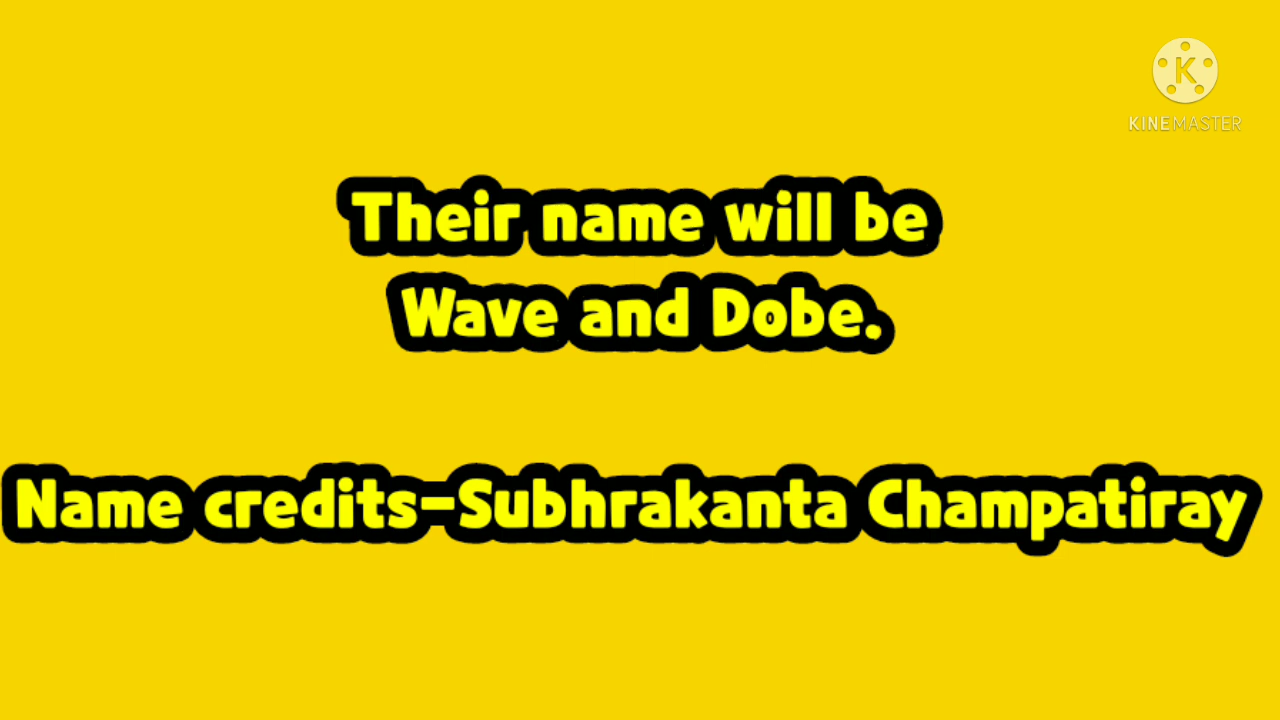 K
KINEMASTER
Their name will be
Wave and Dobe.
Name credits-Subhrakanta Champatiray